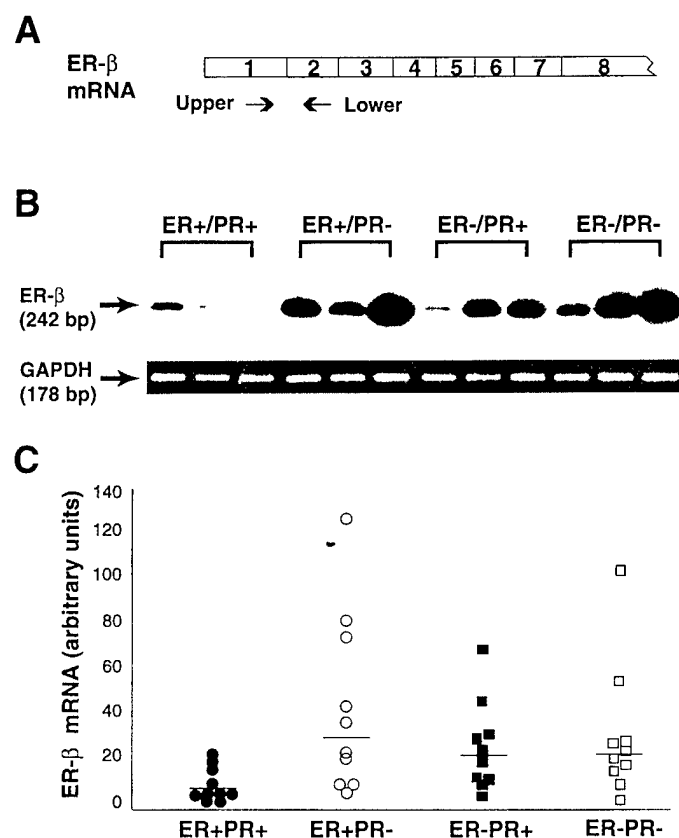 A
ER-β mRNA
1 2 3 4 5 6 7 8
Upper → ← Lower
B
ER+/PR+ ER+/PR- ER-/PR+ ER-/PR-
ER-β
(242 bp)
GAPDH
(178 bp)
C
ER-β mRNA (arbitrary units)
140
120
100
80
60
40
20
0
ER+PR+ ER+PR- ER-PR+ ER-PR-